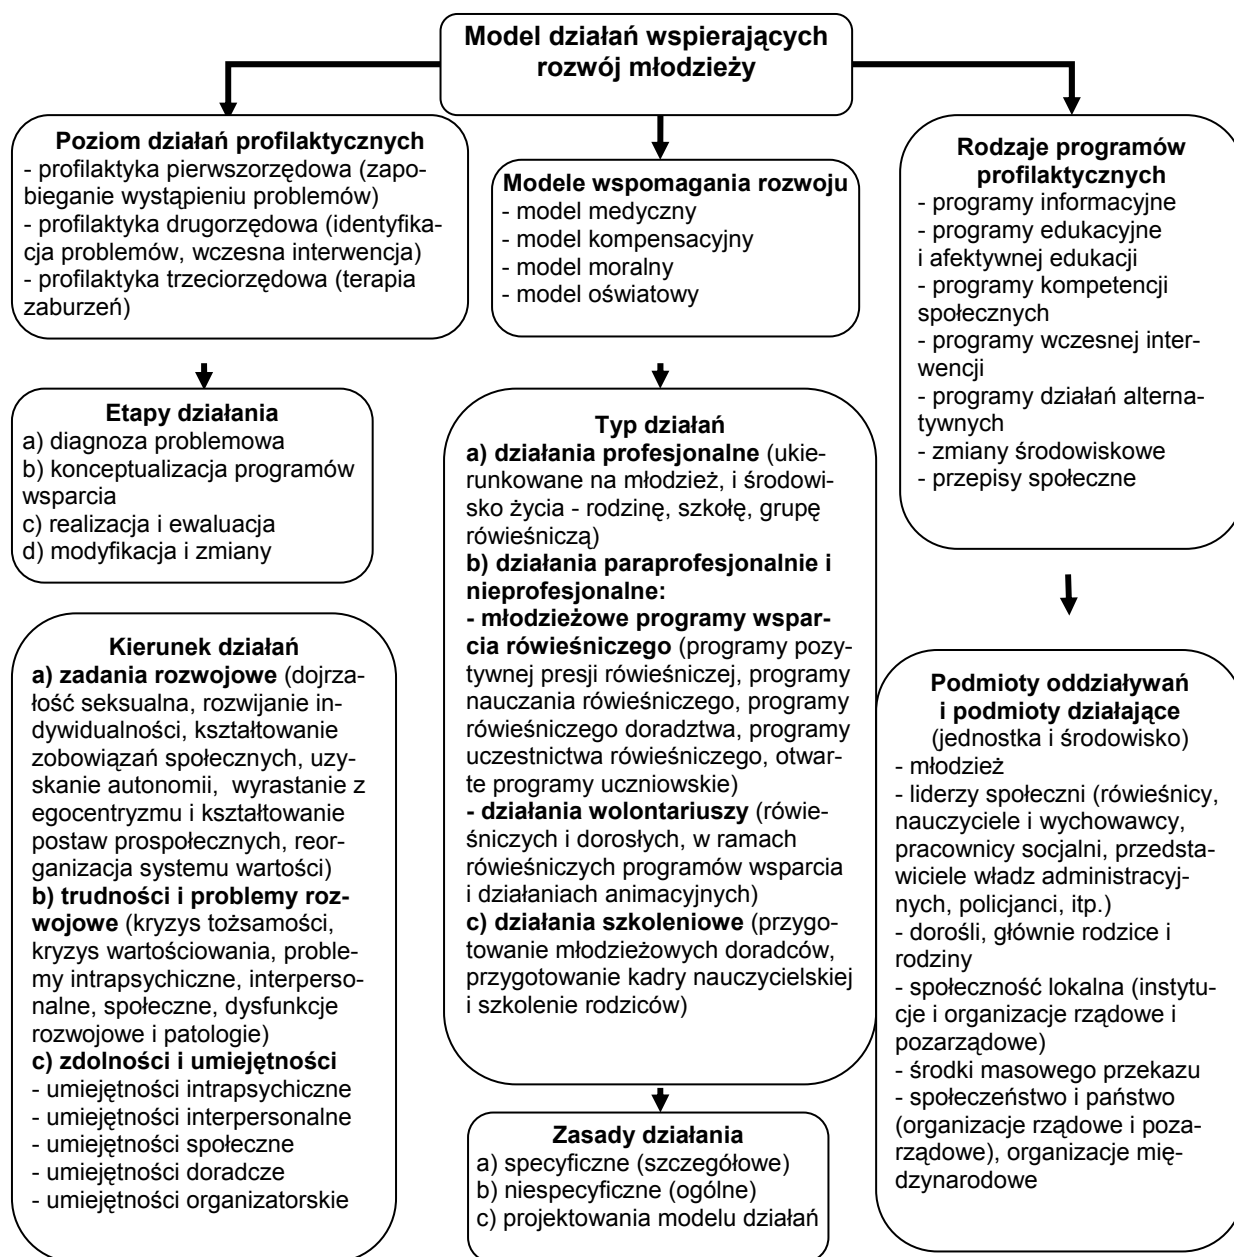 Model działań wspierających
rozwój młodzieży
Poziom działań profilaktycznych
- profilaktyka pierwszorzędowa (zapo-
bieganie wystąpieniu problemów)
- profilaktyka drugorzędowa (identyfika-
cja problemów, wczesna interwencja)
- profilaktyka trzeciorzędowa (terapia
zaburzeń)
Modele wspomagania rozwoju
- model medyczny
- model kompensacyjny
- model moralny
- model oświatowy
Rodzaje programów
profilaktycznych
- programy informacyjne
- programy edukacyjne
i afektywnej edukacji
- programy kompetencji
społecznych
- programy wczesnej inter-
wencji
- programy działań alterna-
tywnych
- zmiany środowiskowe
- przepisy społeczne
Etapy działania
a) diagnoza problemowa
b) konceptualizacja programów
wsparcia
c) realizacja i ewaluacja
d) modyfikacja i zmiany
Typ działań
a) działania profesjonalne (ukie-
runkowane na młodzież, i środowi-
sko życia - rodzinę, szkołę, grupę
rówieśniczą)
b) działania paraprofesjonalnie i
nieprofesjonalne:
- młodzieżowe programy wspar-
cia rówieśniczego (programy pozy-
tywnej presji rówieśniczej, programy
nauczania rówieśniczego, programy
rówieśniczego doradztwa, programy
uczestnictwa rówieśniczego, otwar-
te programy uczniowskie)
- działania wolontariuszy (rówie-
śniczych i dorosłych, w ramach
rówieśniczych programów wsparcia
i działaniach animacyjnych)
c) działania szkoleniowe (przygo-
towanie młodzieżowych doradców,
przygotowanie kadry nauczycielskiej
i szkolenie rodziców)
Kierunek działań
a) zadania rozwojowe (dojrza-
łość seksualna, rozwijanie in-
dywidualności, kształtowanie
zobowiązań społecznych, uzy-
skanie autonomii, wyrastanie z
egocentryzmu i kształtowanie
postaw prospołecznych, reor-
ganizacja systemu wartości)
b) trudności i problemy roz-
wojowe (kryzys tożsamości,
kryzys wartościowania, proble-
my intrapsychiczne, interperso-
nalne, społeczne, dysfunkcje
rozwojowe i patologie)
c) zdolności i umiejętności
- umiejętności intrapsychiczne
- umiejętności interpersonalne
- umiejętności społeczne
- umiejętności doradcze
- umiejętności organizatorskie
Podmioty oddziaływań
i podmioty działające
(jednostka i środowisko)
- młodzież
- liderzy społeczni (rówieśnicy,
nauczyciele i wychowawcy,
pracownicy socjalni, przedsta-
wiciele władz administracyj-
nych, policjanci, itp.)
- dorośli, głównie rodzice i
rodziny
- społeczność lokalna (instytu-
cje i organizacje rządowe i
pozarządowe)
- środki masowego przekazu
- społeczeństwo i państwo
(organizacje rządowe i poza-
rządowe), organizacje mię-
dzynarodowe
Zasady działania
a) specyficzne (szczegółowe)
b) niespecyficzne (ogólne)
c) projektowania modelu działań